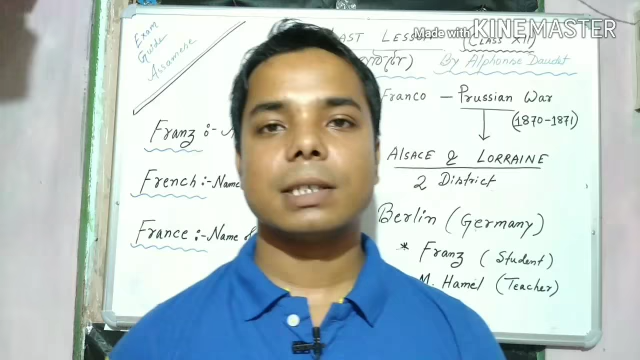 Made with KINEMASTER
Exam
Guide
Assamese
LAST LESSON (CLASS XII)
By Alphonse Daudet
Franco - Prussian War
(1870-1871)
Franz :-
ALSACE & LORRAINE
2 District
French :- Name
Berlin (Germany)
France :- Name
* Franz (Student)
M. Hamel (Teacher)